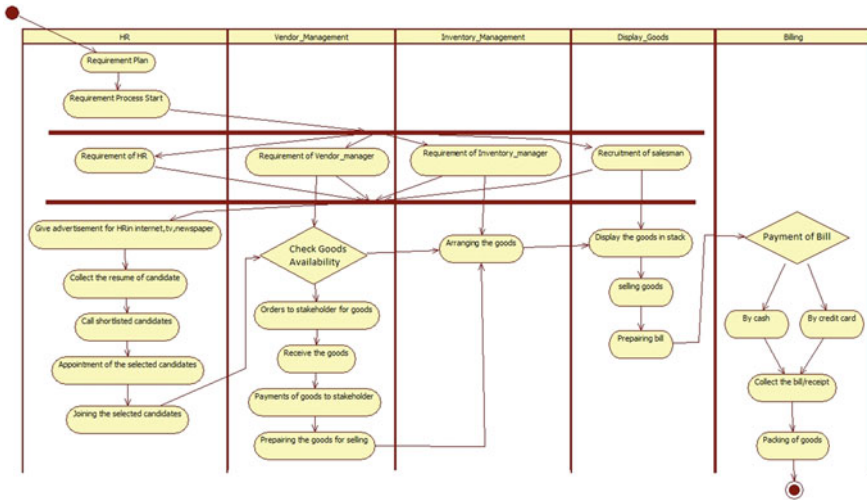 HR
Vendor_Management
Inventory_Management
Display_Goods
Billing
Requirement Plan
Requirement Process Start
Requirement of HR
Requirement of Vendor_manager
Requirement of Inventory_manager
Recruitment of salesman
Give advertisement for HRin internet,tv,newspaper
Collect the resume of candidate
Call shortlisted candidates
Appointment of the selected candidates
Joining the selected candidates
Check Goods
Availability
Orders to stakeholder for goods
Receive the goods
Payments of goods to stakeholder
Prepairing the goods for selling
Arranging the goods
Display the goods in stack
selling goods
Prepairing bill
Payment of Bill
By cash
By credit card
Collect the bill/receipt
Packing of goods